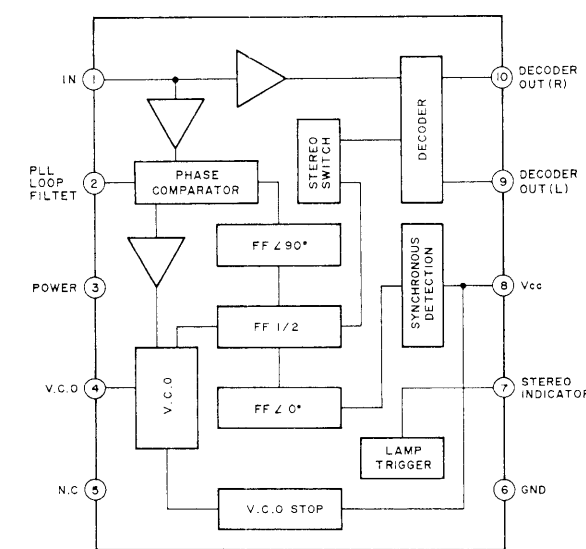 IN 1
10 DECODER
OUT (R)
PLL
LOOP
FILTET
2
PHASE
COMPARATOR
STEREO
SWITCH
DECODER
9 DECODER
OUT (L)
FF ∠90°
POWER 3
SYNCHRONOUS
DETECTION
8 Vcc
FF 1/2
V.C.O 4
V.C.O
FF ∠0°
7 STEREO
INDICATOR
LAMP
TRIGGER
N.C 5
V.C.O STOP
6 GND